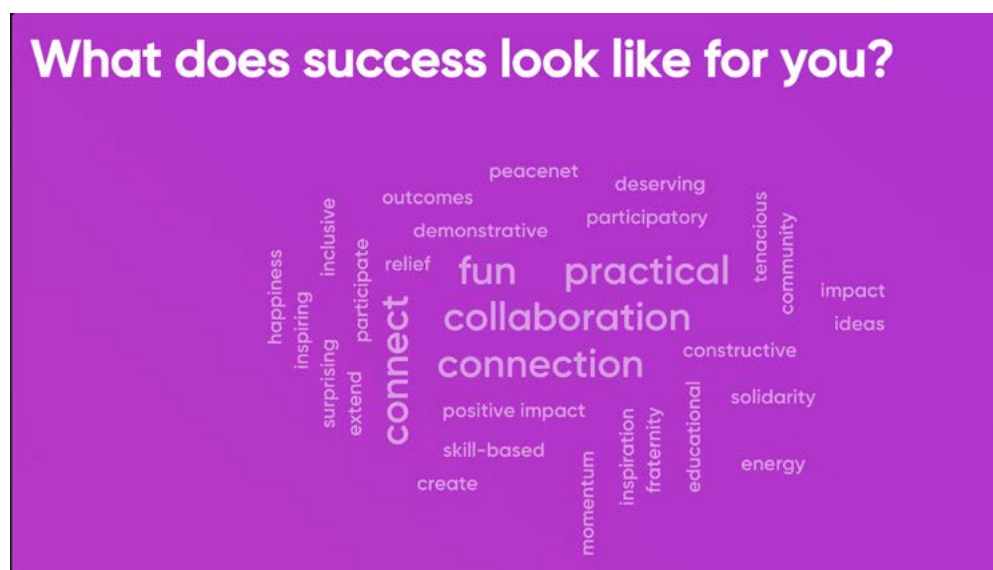 What does success look like for you?
peacenet
deserving
outcomes
participatory
demonstrative
inclusive
tenacious
community
happiness
participate
relief
fun
practical
impact
inspiring
collaboration
ideas
connect
surprising
constructive
connection
extend
solidarity
positive impact
educational
inspiration
fraternity
skill-based
energy
create
momentum